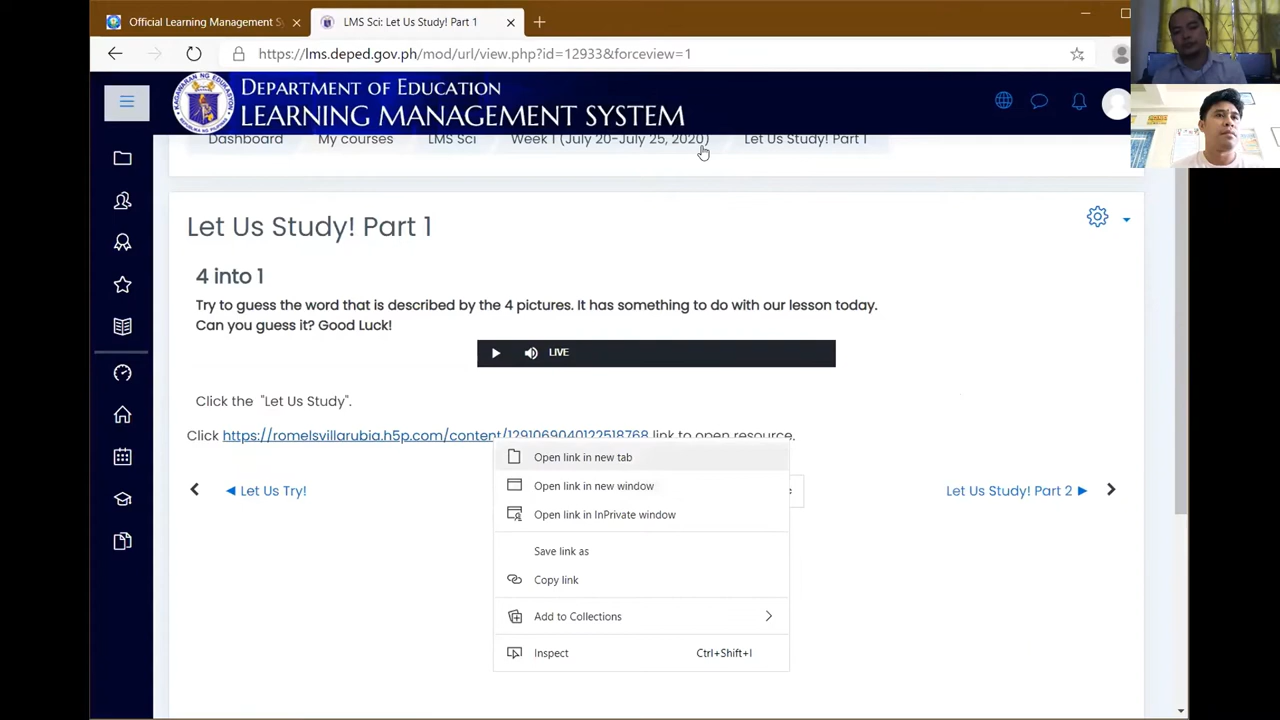 Official Learning Management Sy
LMS Sci: Let Us Study! Part 1
https://lms.deped.gov.ph/mod/url/view.php?id=12933&forceview=1
DEPARTMENT OF EDUCATION
LEARNING MANAGEMENT SYSTEM
Dashboard
My courses
LMS Sci
Week 1 (July 20-July 25, 2020)
Let Us Study! Part 1
Let Us Study! Part 1
4 into 1
Try to guess the word that is described by the 4 pictures. It has something to do with our lesson today.
Can you guess it? Good Luck!
LIVE
Click the "Let Us Study".
Click https://romelsvillarubia.h5p.com/content/1291069040122518768 link to open resource.
Open link in new tab
◀ Let Us Try!
Open link in new window
Let Us Study! Part 2 ▶
Open link in InPrivate window
Save link as
Copy link
Add to Collections
Inspect Ctrl+Shift+I